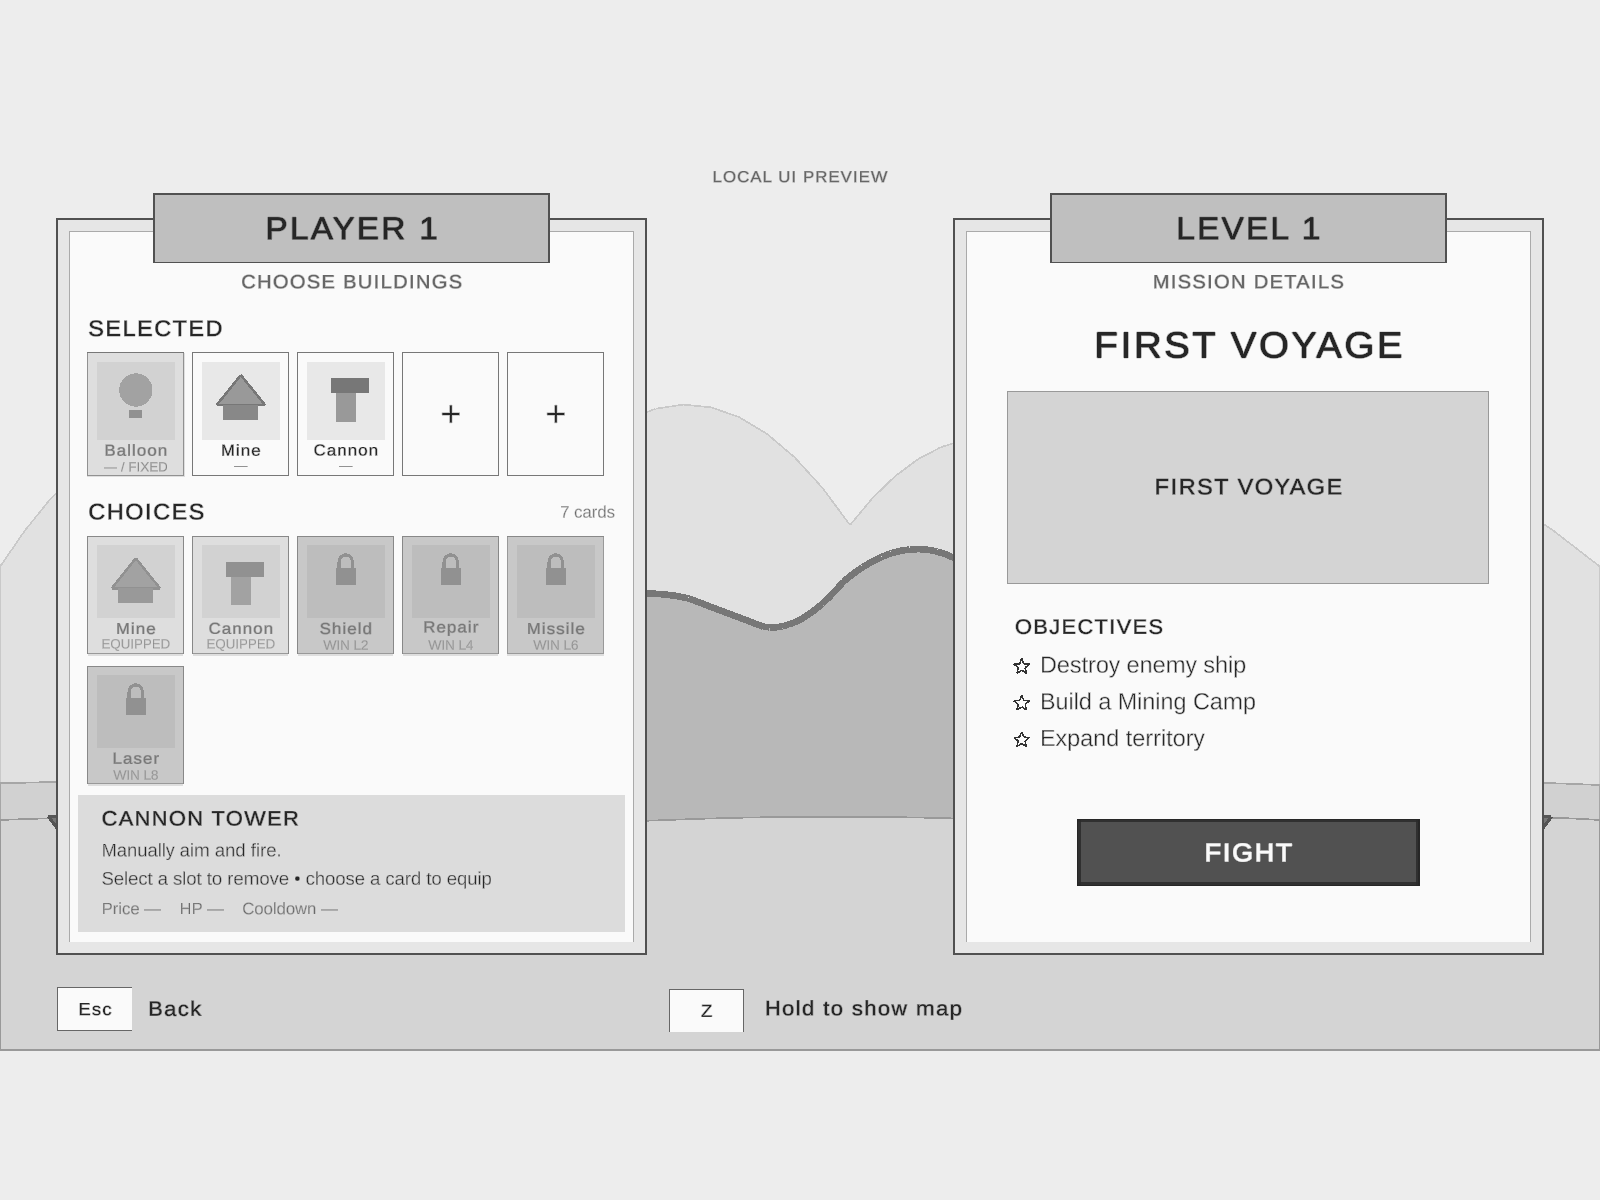 LOCAL UI PREVIEW
PLAYER 1
CHOOSE BUILDINGS
SELECTED
Balloon
— / FIXED
Mine
—
Cannon
—
+
+
CHOICES
7 cards
Mine
EQUIPPED
Cannon
EQUIPPED
Shield
WIN L2
Repair
WIN L4
Missile
WIN L6
Laser
WIN L8
CANNON TOWER
Manually aim and fire.
Select a slot to remove • choose a card to equip
Price — HP — Cooldown —
LEVEL 1
MISSION DETAILS
FIRST VOYAGE
FIRST VOYAGE
OBJECTIVES
☆ Destroy enemy ship
☆ Build a Mining Camp
☆ Expand territory
FIGHT
Esc Back
Z Hold to show map